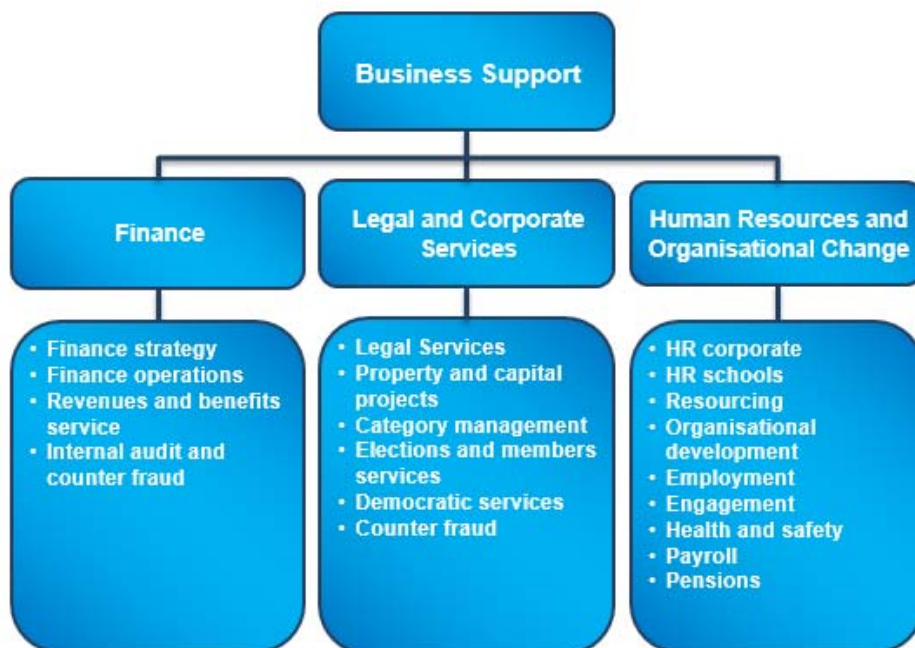 Business Support
Finance
Legal and Corporate
Services
Human Resources and
Organisational Change
• Finance strategy
• Finance operations
• Revenues and benefits
service
• Internal audit and
counter fraud
• Legal Services
• Property and capital
projects
• Category management
• Elections and members
services
• Democratic services
• Counter fraud
• HR corporate
• HR schools
• Resourcing
• Organisational
development
• Employment
• Engagement
• Health and safety
• Payroll
• Pensions